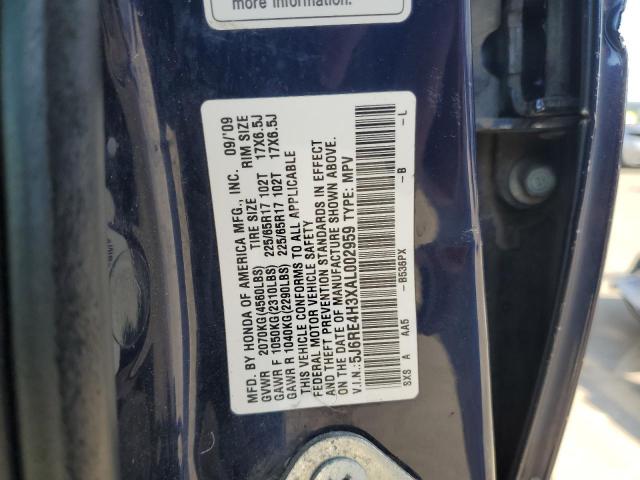 more information.
MFD. BY HONDA OF AMERICA MFG., INC. 09/'09
TIRE SIZE RIM SIZE
GVWR 2070KG(4560LBS)
GAWR F 1050KG(2310LBS) 225/65R17 102T 17X6.5J
GAWR R 1040KG(2290LBS) 225/65R17 102T 17X6.5J
THIS VEHICLE CONFORMS TO ALL APPLICABLE
FEDERAL MOTOR VEHICLE SAFETY
AND THEFT PREVENTION STANDARDS IN EFFECT
ON THE DATE OF MANUFACTURE SHOWN ABOVE.
V.I.N.:5J6RE4H3XAL002959 TYPE: MPV
SXS A AA5 -B536PX -B -L